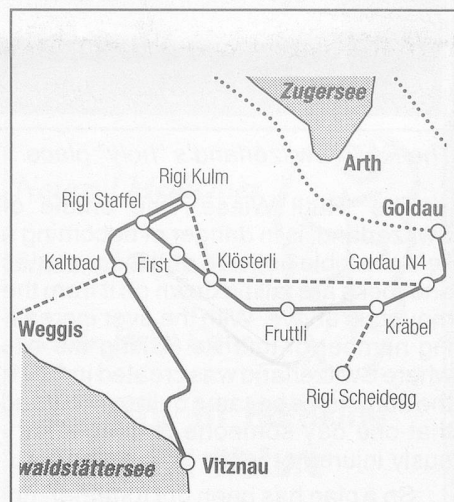 Zugersee
Arth
Rigi Kulm
Rigi Staffel
Goldau
Kaltbad
First
Klösterli
Goldau N4
Weggis
Fruttli
Kräbel
Rigi Scheidegg
waldstättersee
Vitznau